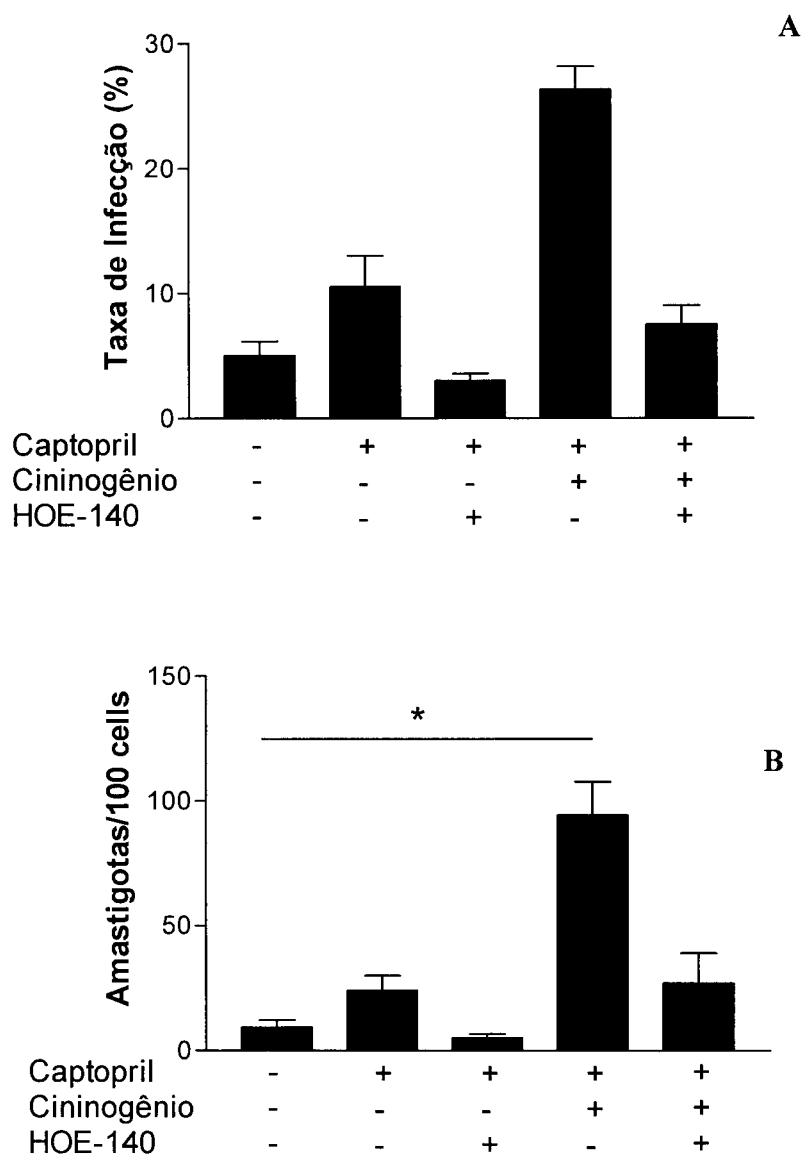 A
Taxa de Infecção (%)
30
20
10
0
Captopril - + + + +
Cininogênio - - - + +
HOE-140 - - + - +
B
Amastigotas/100 cells
150
100
50
0
*
Captopril - + + + +
Cininogênio - - - + +
HOE-140 - - + - +